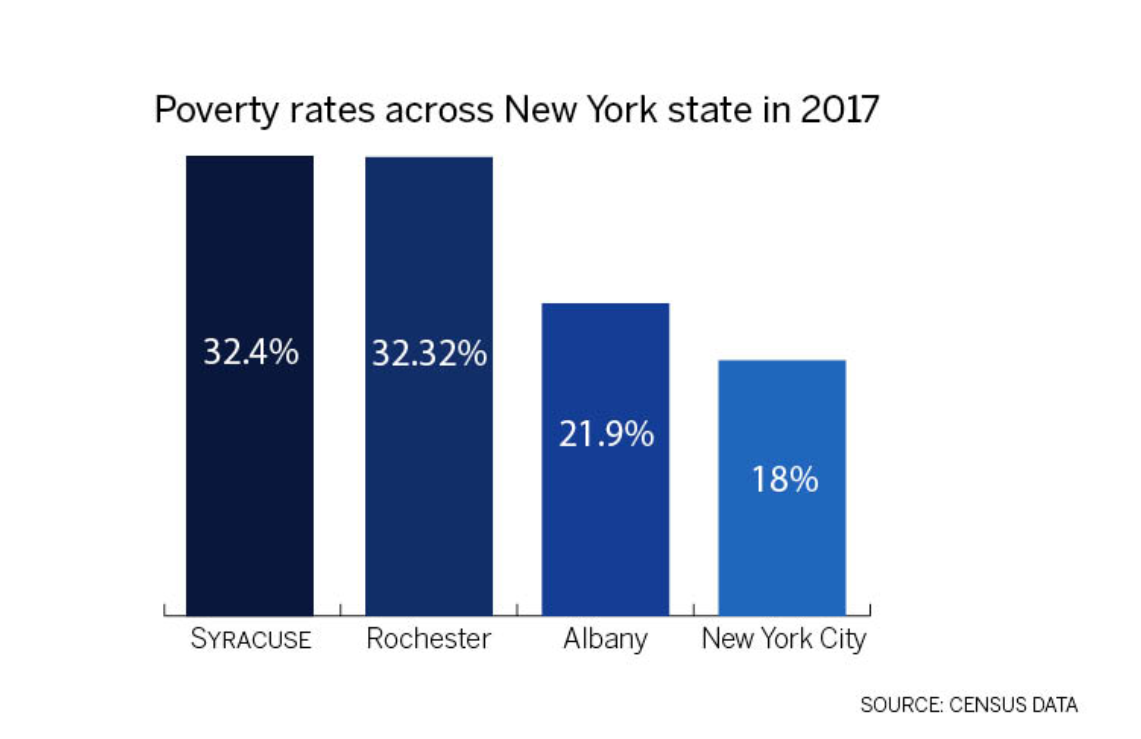 Poverty rates across New York state in 2017
32.4%
32.32%
21.9%
18%
SYRACUSE
Rochester
Albany
New York City
SOURCE: CENSUS DATA